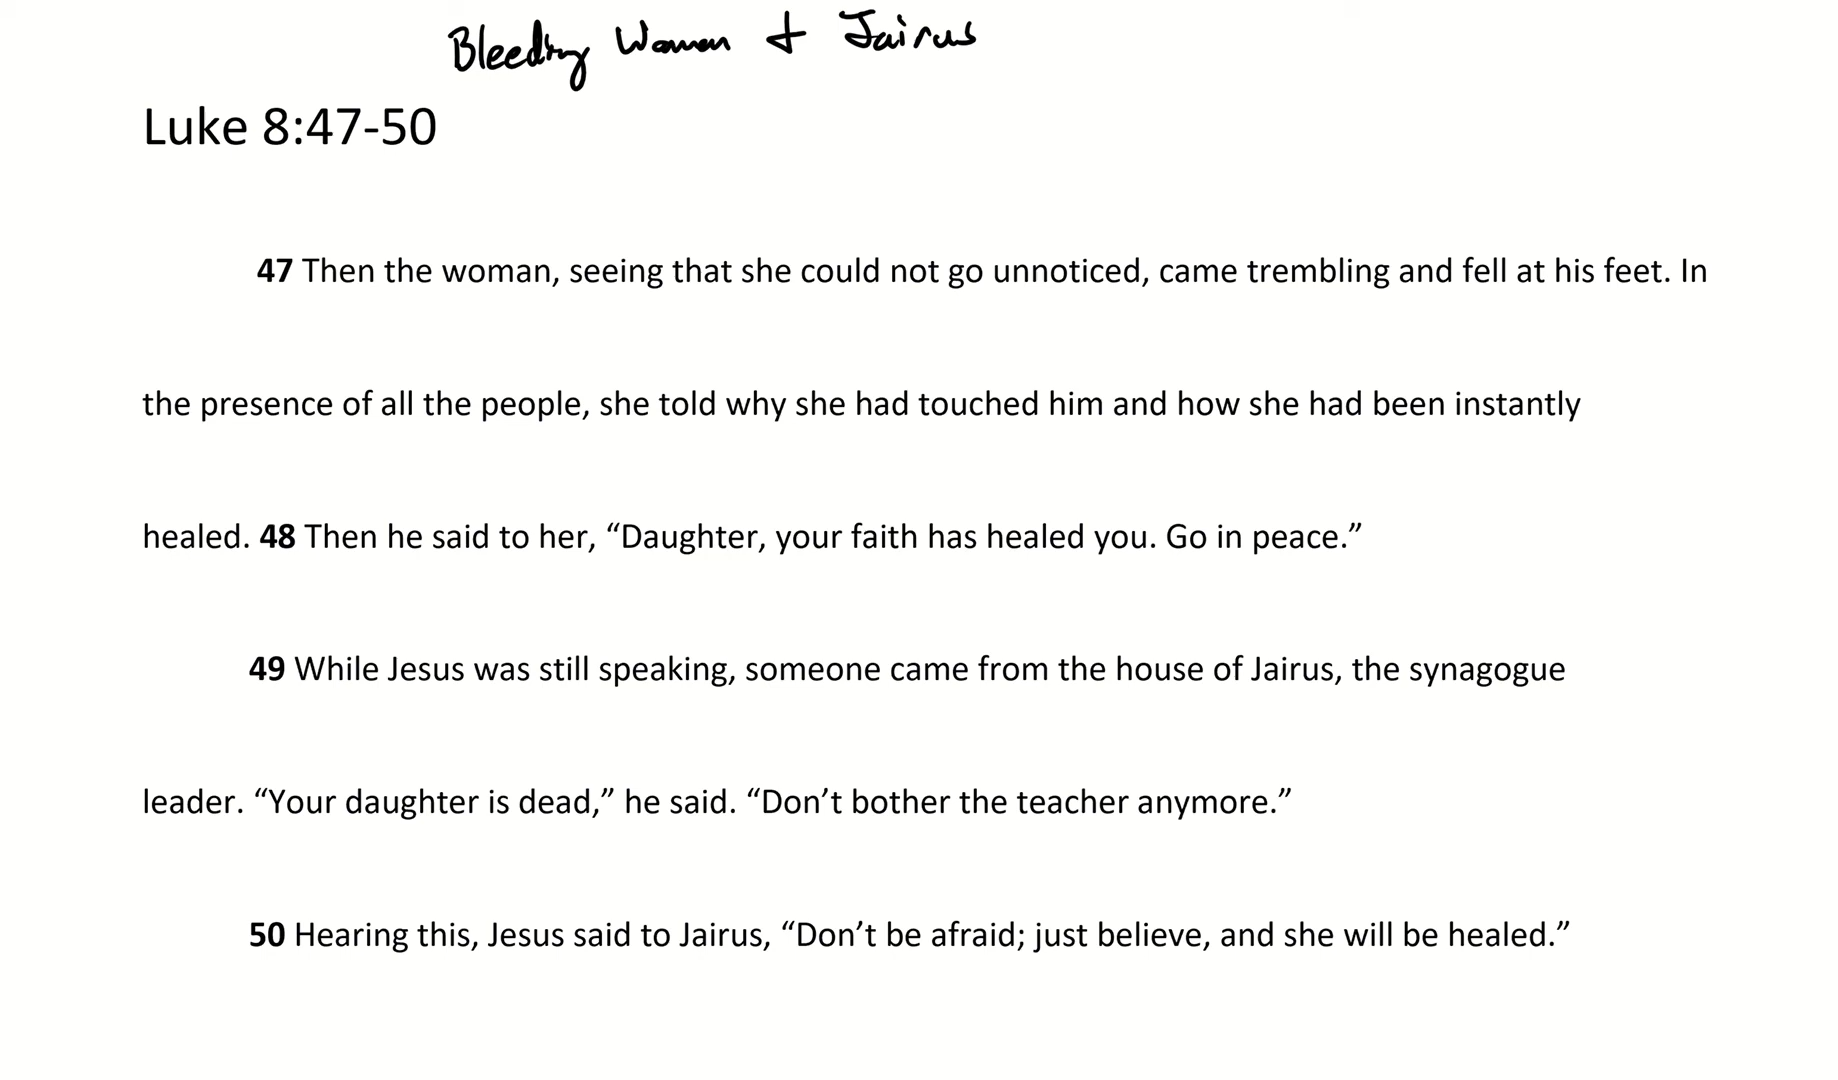 Bleeding Woman + Jairus
Luke 8:47-50
47 Then the woman, seeing that she could not go unnoticed, came trembling and fell at his feet. In
the presence of all the people, she told why she had touched him and how she had been instantly
healed. 48 Then he said to her, “Daughter, your faith has healed you. Go in peace.”
49 While Jesus was still speaking, someone came from the house of Jairus, the synagogue
leader. “Your daughter is dead,” he said. “Don’t bother the teacher anymore.”
50 Hearing this, Jesus said to Jairus, “Don’t be afraid; just believe, and she will be healed.”